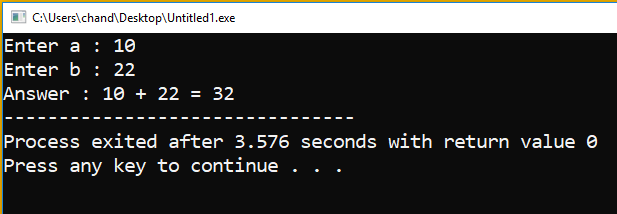 C:\Users\chand\Desktop\Untitled1.exe
Enter a : 10
Enter b : 22
Answer : 10 + 22 = 32
--------------------------------
Process exited after 3.576 seconds with return value 0
Press any key to continue . . .